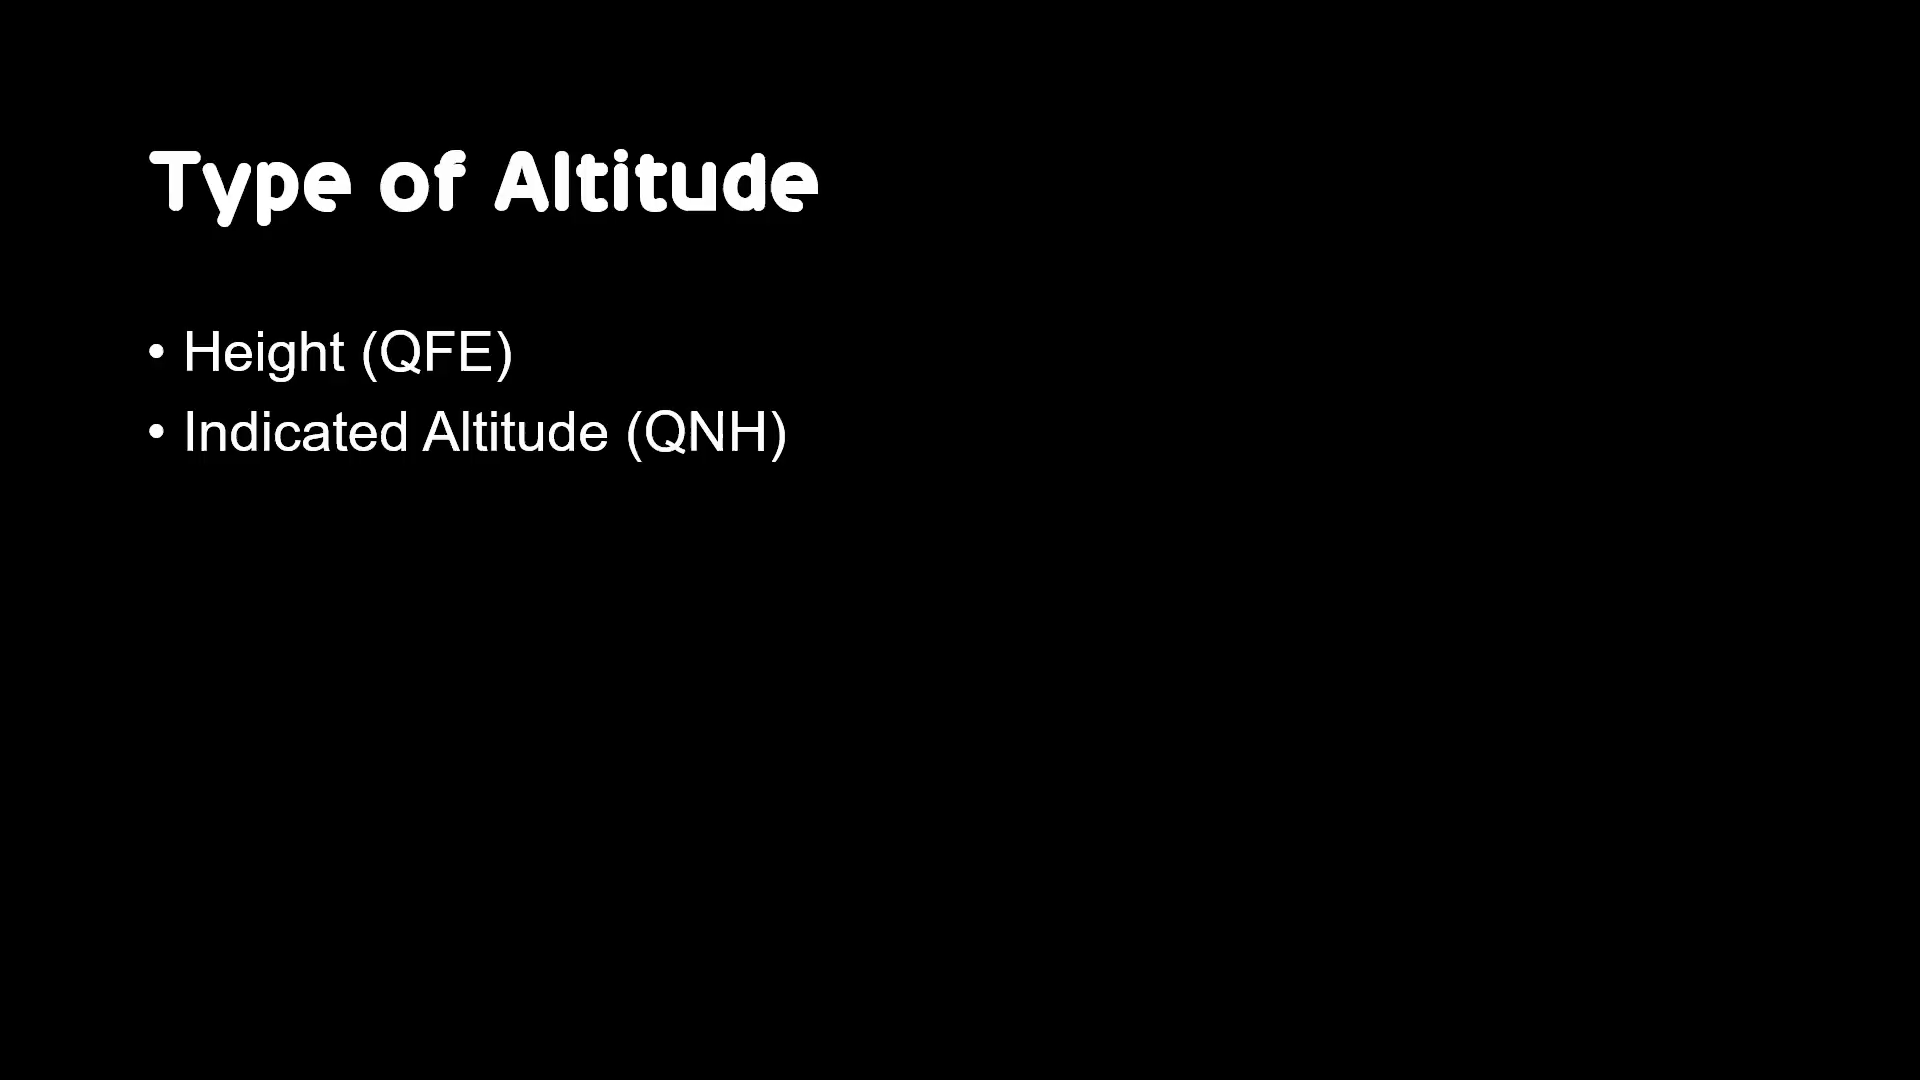 Type of Altitude
• Height (QFE)
• Indicated Altitude (QNH)